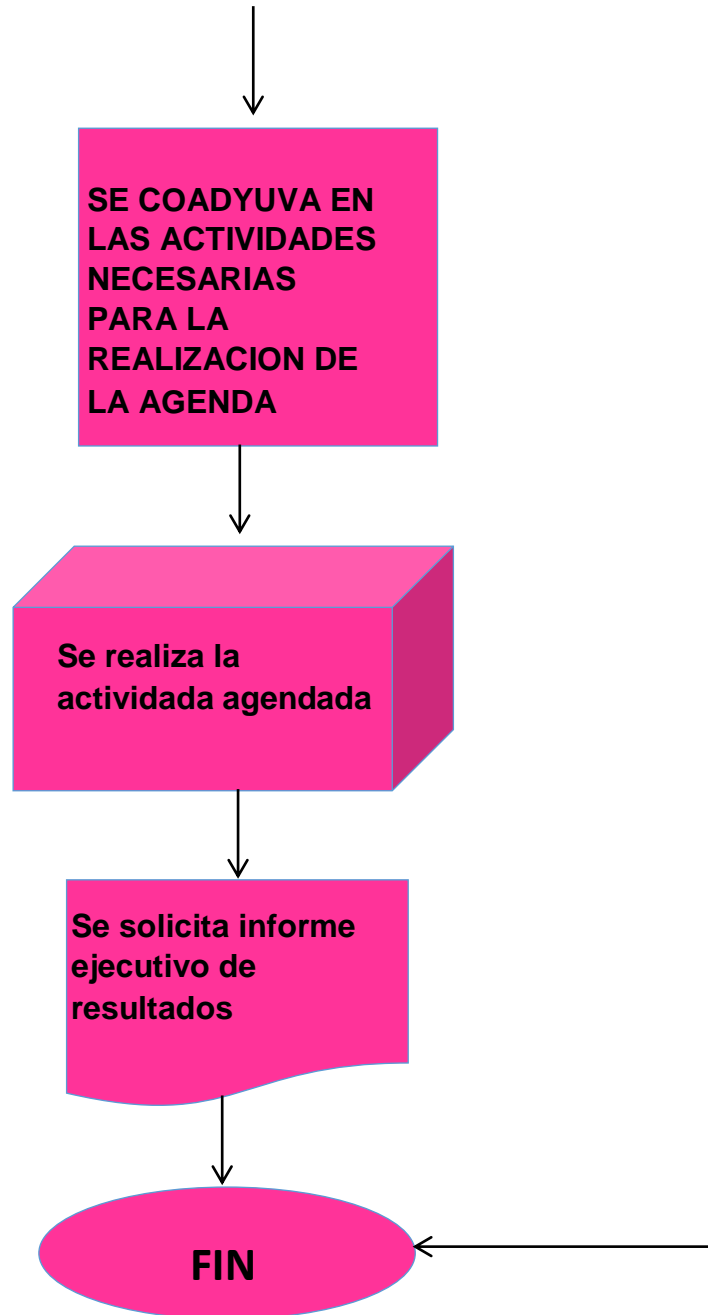 SE COADYUVA EN
LAS ACTIVIDADES
NECESARIAS
PARA LA
REALIZACION DE
LA AGENDA
Se realiza la
actividada agendada
Se solicita informe
ejecutivo de
resultados
FIN